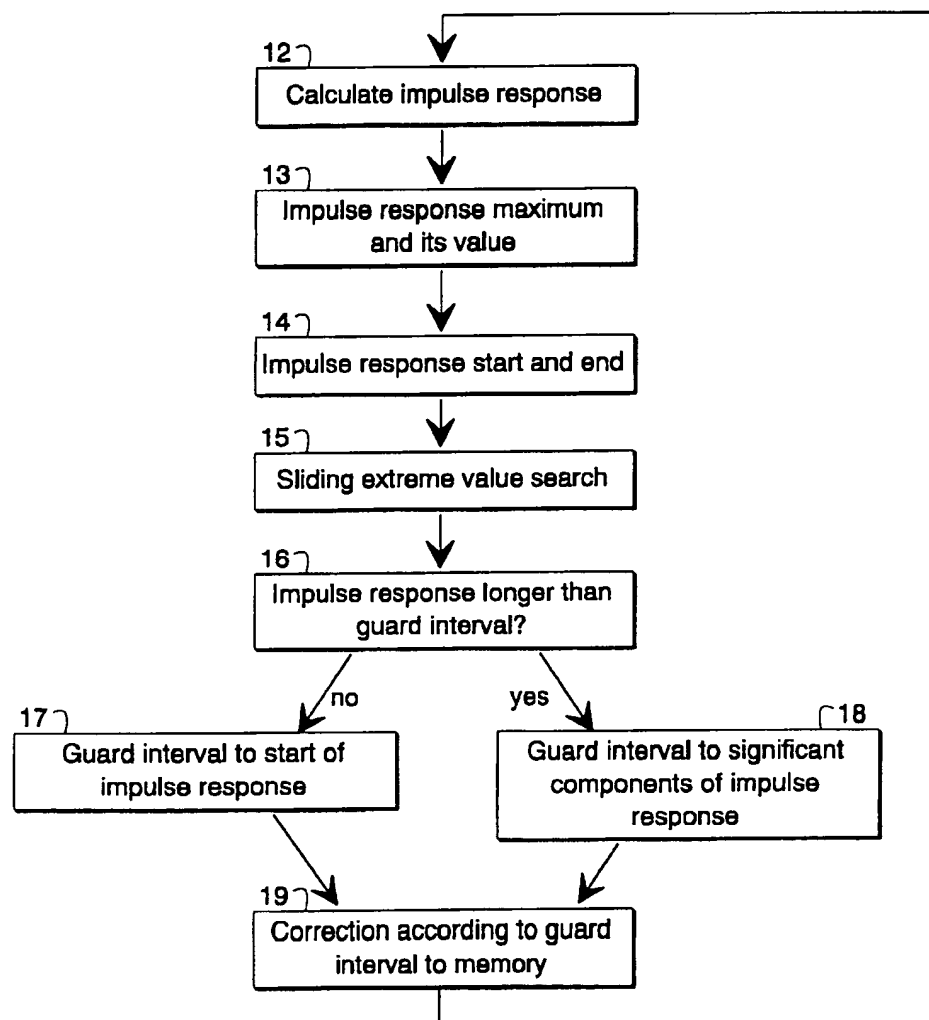 12
Calculate impulse response
13
Impulse response maximum
and its value
14
Impulse response start and end
15
Sliding extreme value search
16
Impulse response longer than
guard interval?
no
yes
17
Guard interval to start of
impulse response
18
Guard interval to significant
components of impulse
response
19
Correction according to guard
interval to memory